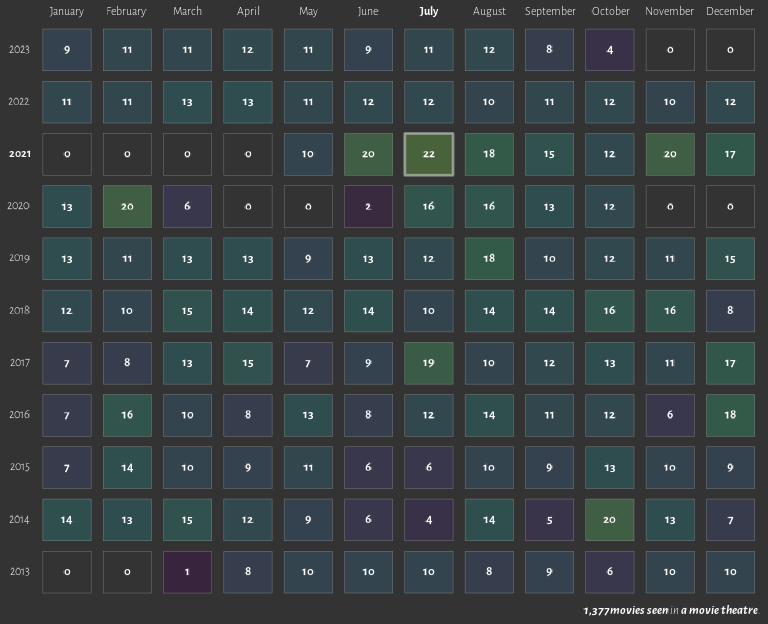 January February March April May June July August September October November December
2023 9 11 11 12 11 9 11 12 8 4 0 0
2022 11 11 13 13 11 12 12 10 11 12 10 12
2021 0 0 0 0 10 20 22 18 15 12 20 17
2020 13 20 6 0 0 2 16 16 13 12 0 0
2019 13 11 13 13 9 13 12 18 10 12 11 15
2018 12 10 15 14 12 14 10 14 14 16 16 8
2017 7 8 13 15 7 9 19 10 12 13 11 17
2016 7 16 10 8 13 8 12 14 11 12 6 18
2015 7 14 10 9 11 6 6 10 9 13 10 9
2014 14 13 15 12 9 6 4 14 5 20 13 7
2013 0 0 1 8 10 10 10 8 9 6 10 10
1,377 movies seen in a movie theatre.